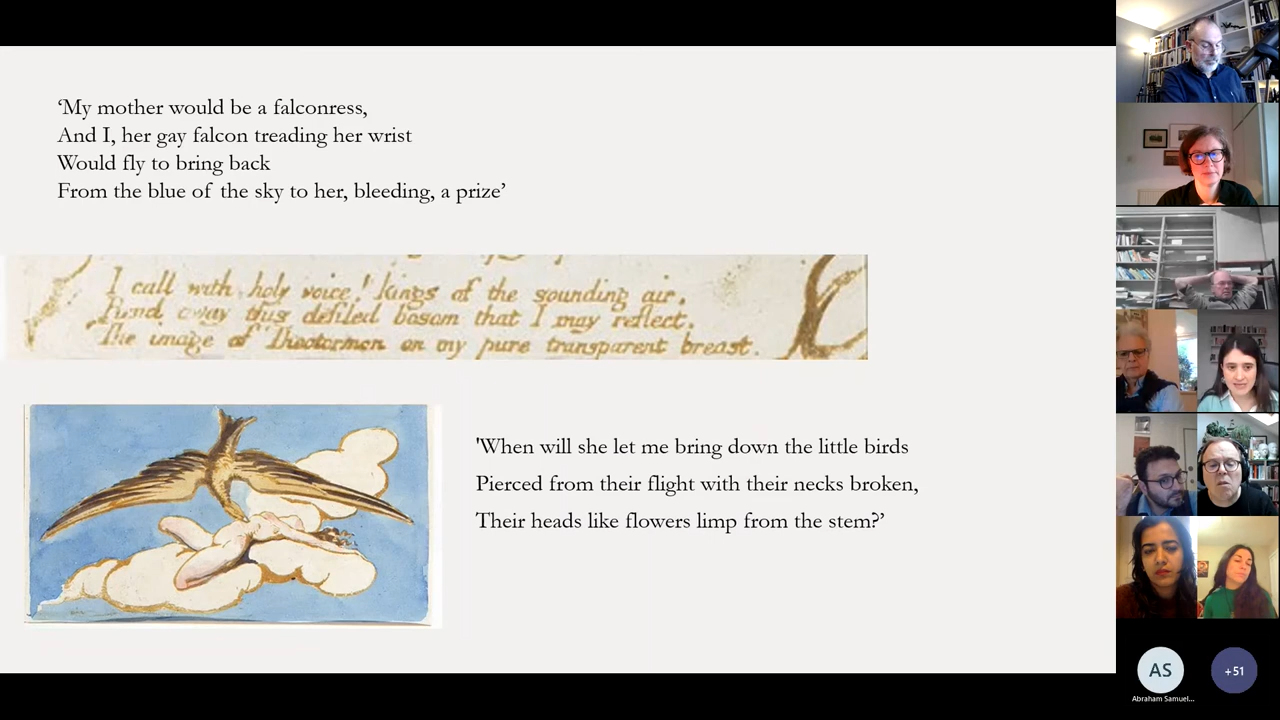 ‘My mother would be a falconress,
And I, her gay falcon treading her wrist
Would fly to bring back
From the blue of the sky to her, bleeding, a prize’
I call with holy voice! kings of the sounding air,
Rend away this defiled bosom that I may reflect.
The image of Theotormon on my pure transparent breast.
'When will she let me bring down the little birds
Pierced from their flight with their necks broken,
Their heads like flowers limp from the stem?’
AS
+51
Abraham Samuel...